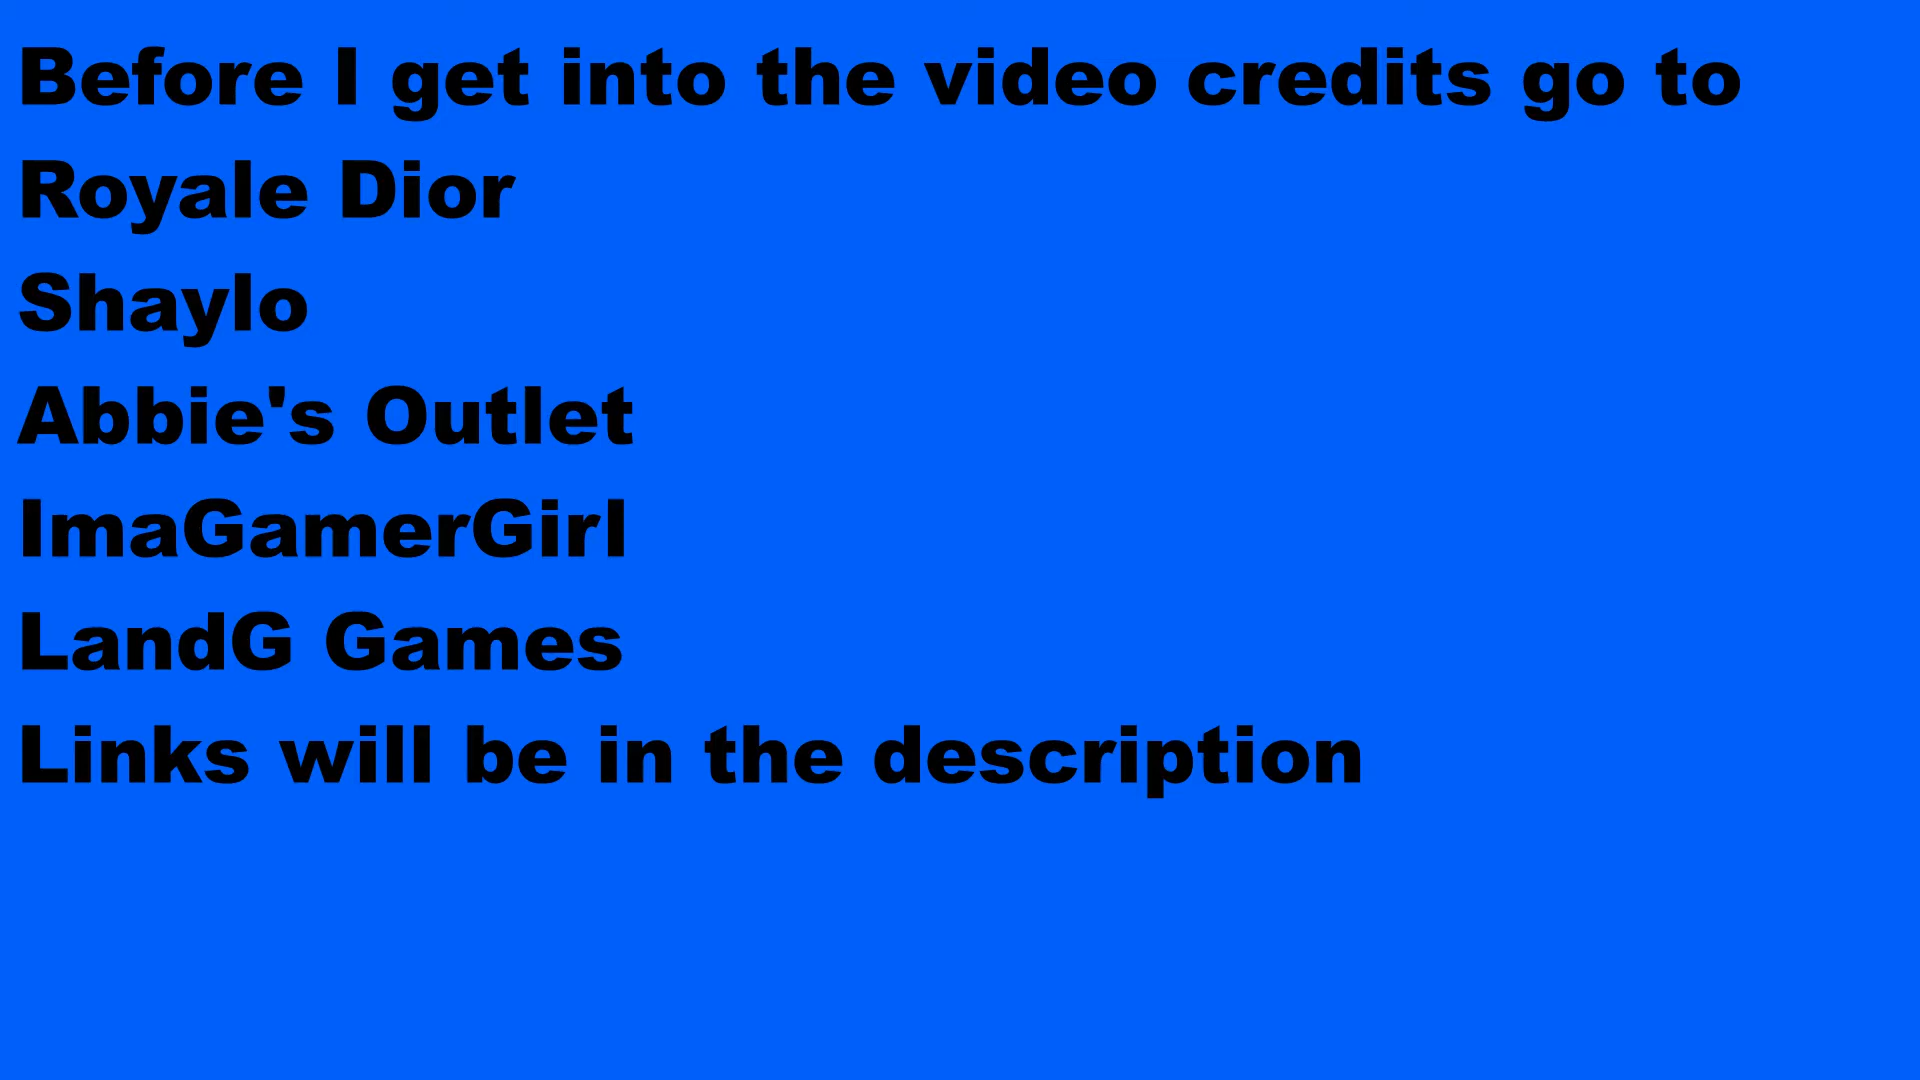 Before I get into the video credits go to
Royale Dior
Shaylo
Abbie's Outlet
ImaGamerGirl
LandG Games
Links will be in the description